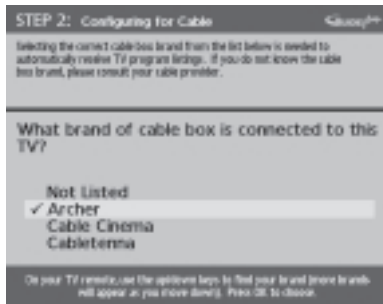 STEP 2: Configuring for Cable
Selecting the correct cable box brand from the list below is needed to
automatically receive TV program listings. If you do not know the cable
box brand, please consult your cable provider.
What brand of cable box is connected to this
TV?
Not Listed
✓ Archer
Cable Cinema
Cabletenna
On your TV remote, use the up/down keys to find your brand (more brands
will appear as you move down). Press OK to choose.